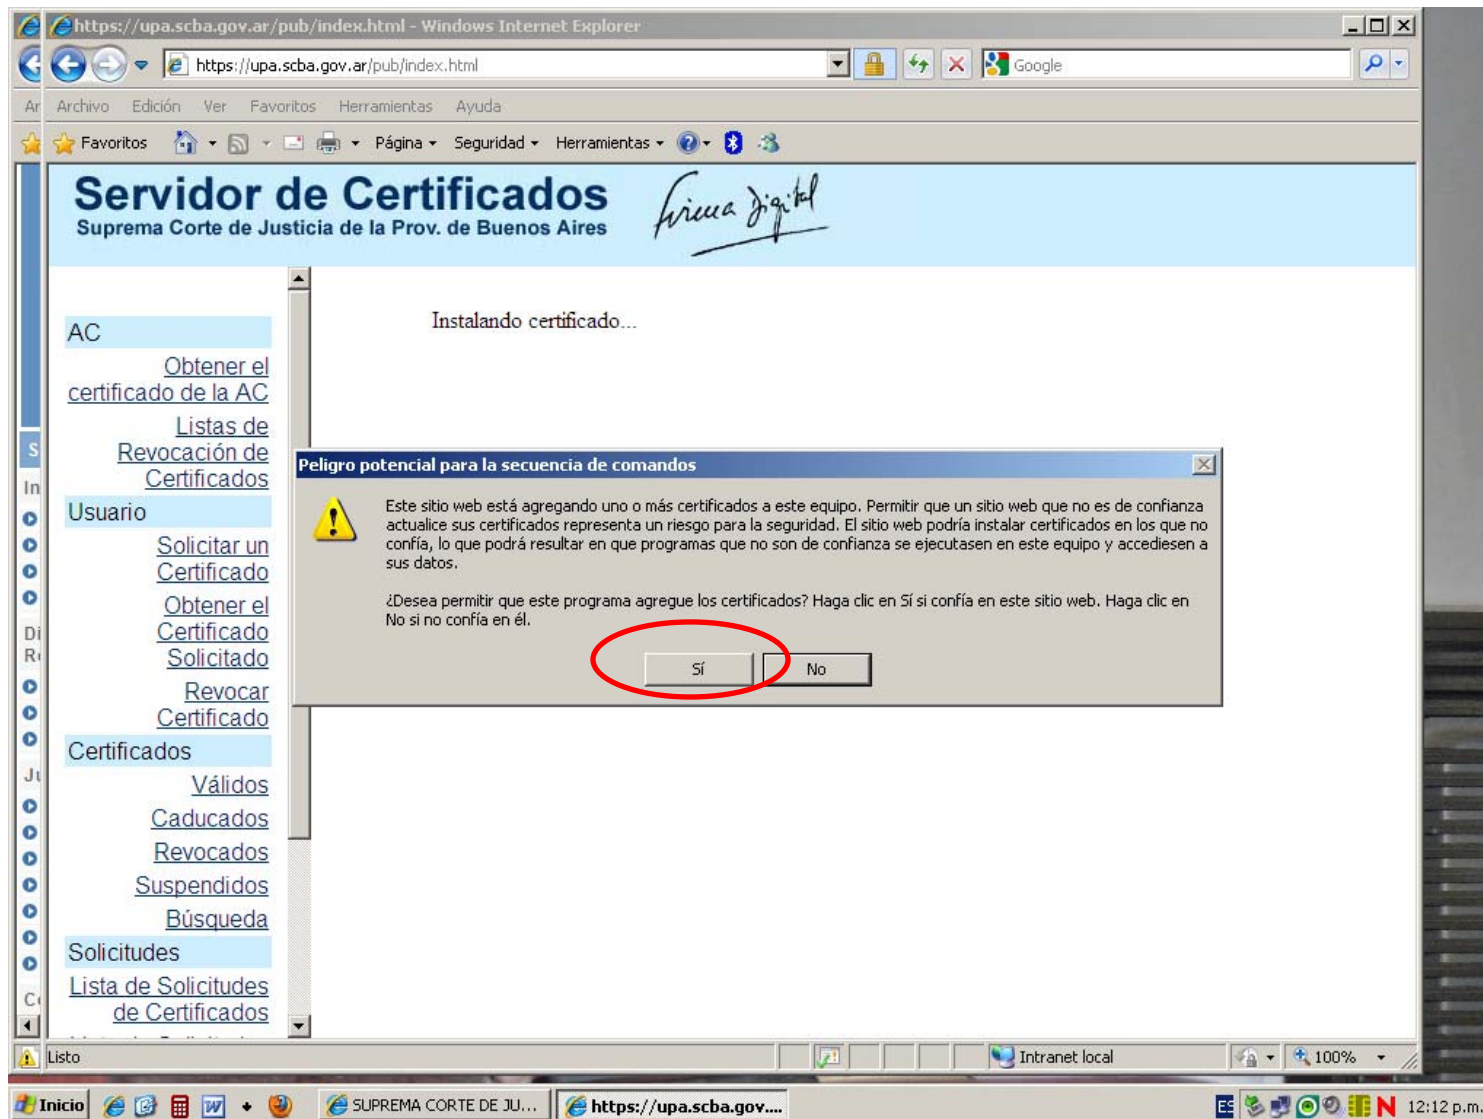 https://upa.scba.gov.ar/pub/index.html - Windows Internet Explorer
https://upa.scba.gov.ar/pub/index.html
Google
Ar
Archivo Edición Ver Favoritos Herramientas Ayuda
Favoritos Página Seguridad Herramientas
Servidor de Certificados
Suprema Corte de Justicia de la Prov. de Buenos Aires
firma digital
Instalando certificado...
AC
Obtener el
certificado de la AC
Listas de
Revocación de
Certificados
Usuario
Solicitar un
Certificado
Obtener el
Certificado
Solicitado
Revocar
Certificado
Certificados
Válidos
Caducados
Revocados
Suspendidos
Búsqueda
Solicitudes
Lista de Solicitudes
de Certificados
S
In
Di
Ju
Peligro potencial para la secuencia de comandos
Este sitio web está agregando uno o más certificados a este equipo. Permitir que un sitio web que no es de confianza
actualice sus certificados representa un riesgo para la seguridad. El sitio web podría instalar certificados en los que no
confía, lo que podrá resultar en que programas que no son de confianza se ejecutasen en este equipo y accediesen a
sus datos.
¿Desea permitir que este programa agregue los certificados? Haga clic en Sí si confía en este sitio web. Haga clic en
No si no confía en él.
Sí No
Listo Intranet local 100%
Inicio SUPREMA CORTE DE JU... https://upa.scba.gov.... ES N 12:12 p.m.